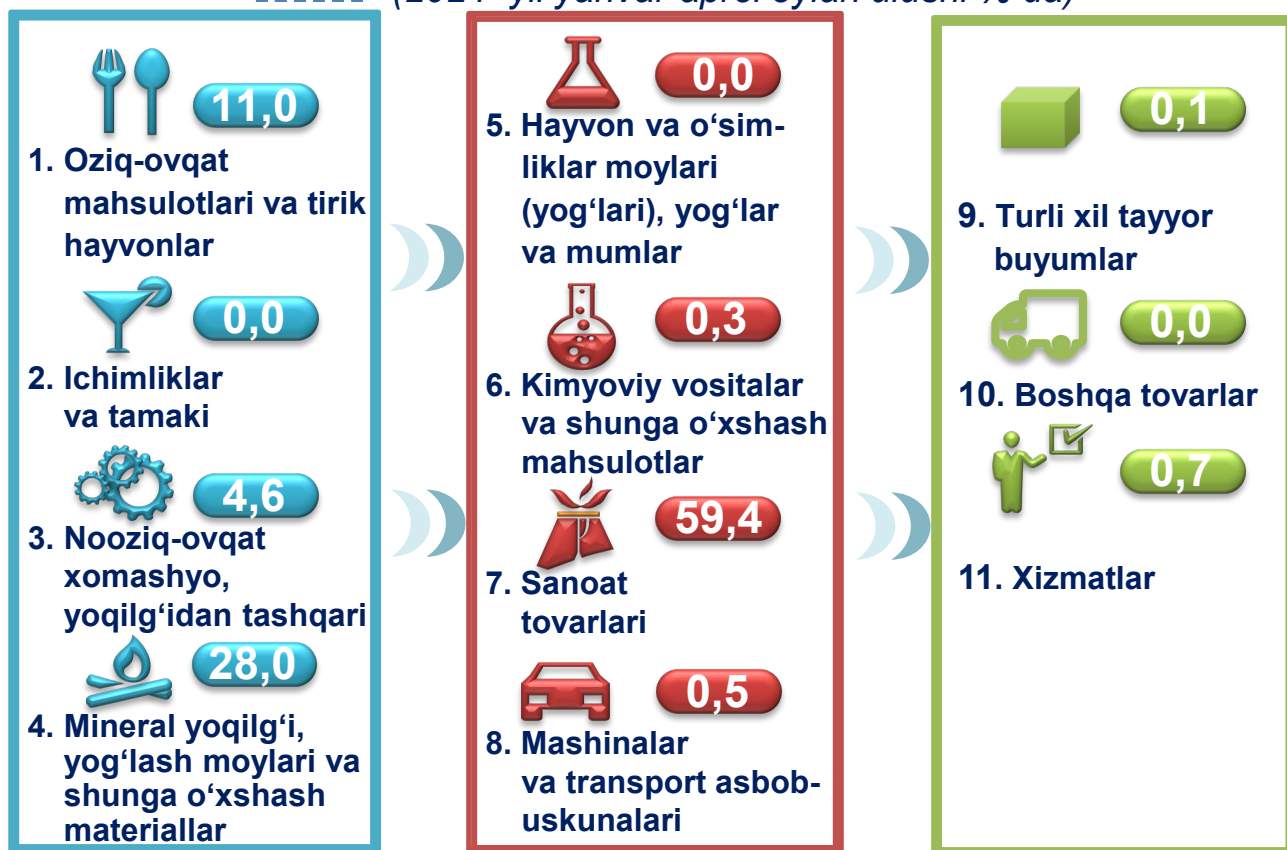 11,0
1. Oziq-ovqat
mahsulotlari va tirik
hayvonlar
0,0
2. Ichimliklar
va tamaki
4,6
3. Nooziq-ovqat
xomashyo,
yoqilg‘idan tashqari
28,0
4. Mineral yoqilg‘i,
yog‘lash moylari va
shunga o‘xshash
materiallar
0,0
5. Hayvon va o‘sim-
liklar moylari
(yog‘lari), yog‘lar
va mumlar
0,3
6. Kimyoviy vositalar
va shunga o‘xshash
mahsulotlar
59,4
7. Sanoat
tovarlari
0,5
8. Mashinalar
va transport asbob-
uskunalari
0,1
9. Turli xil tayyor
buyumlar
0,0
10. Boshqa tovarlar
0,7
11. Xizmatlar